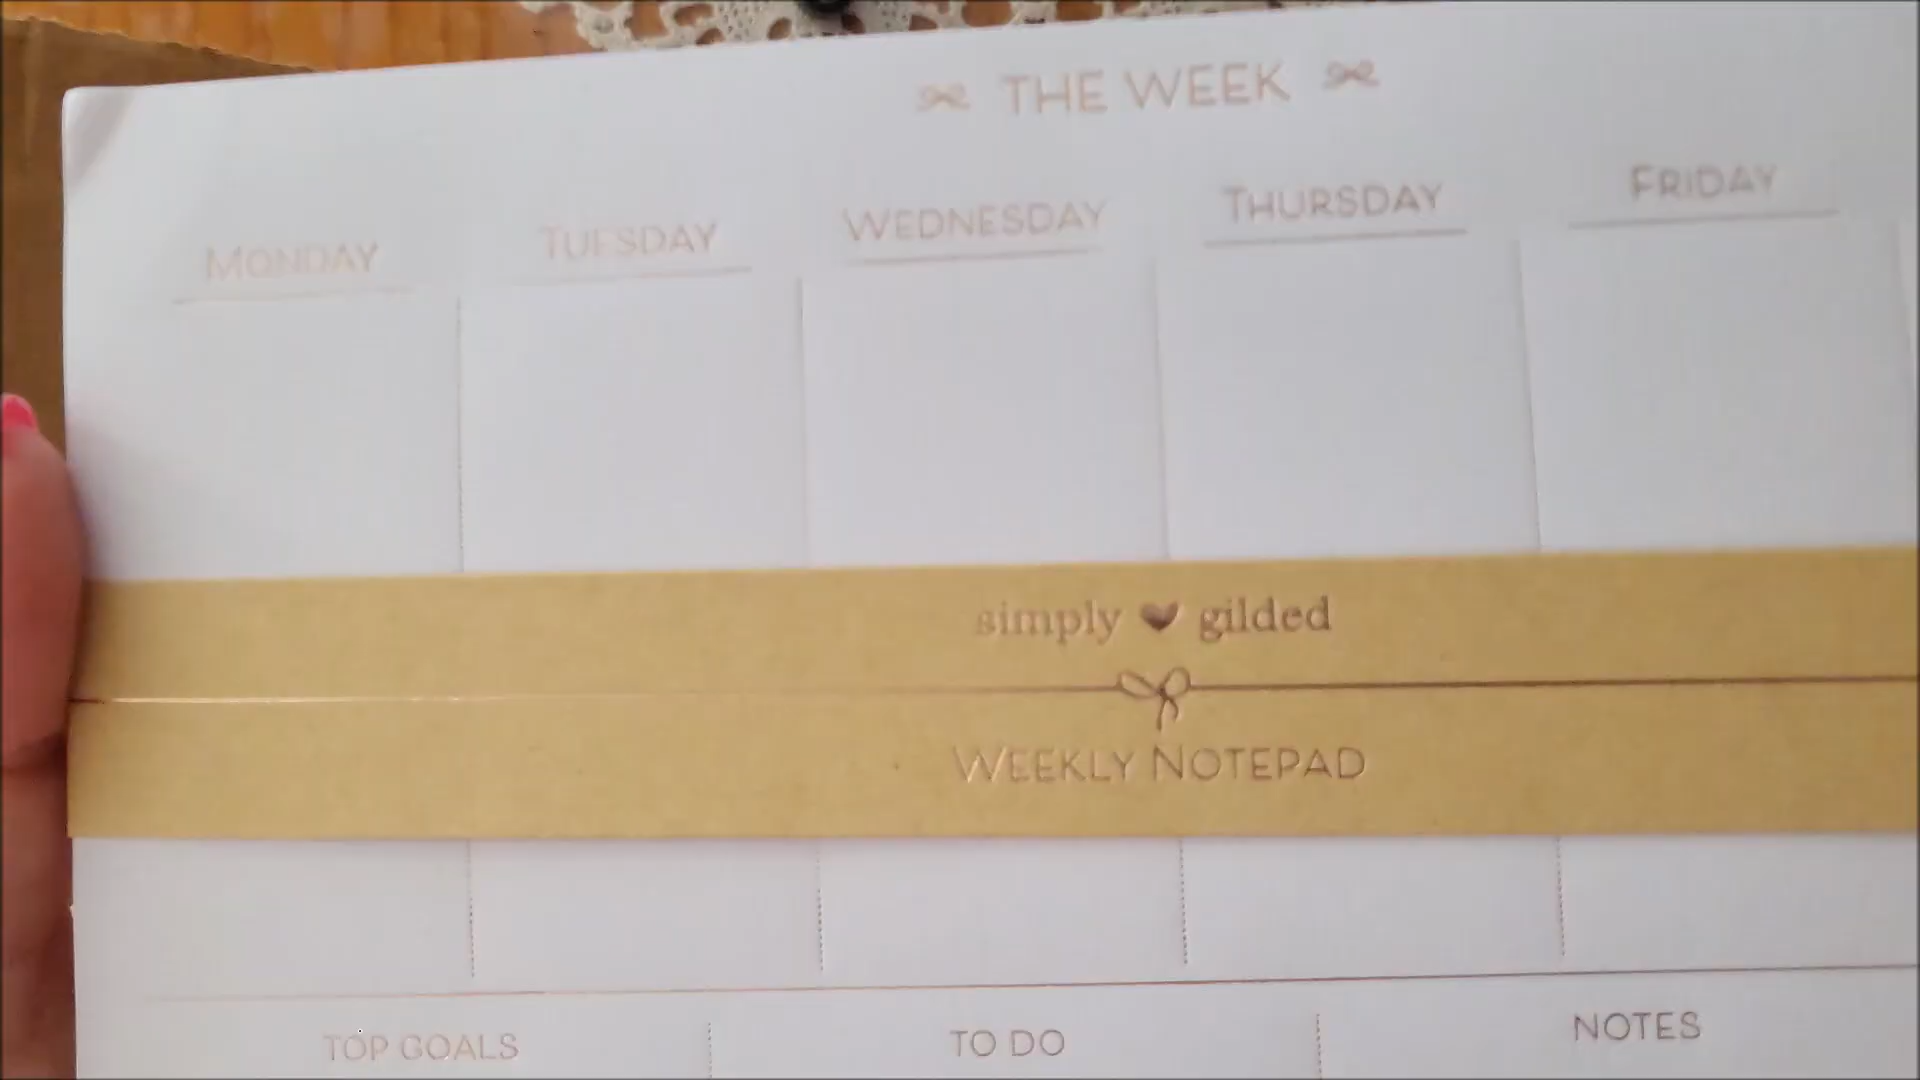 THE WEEK
MONDAY TUESDAY WEDNESDAY THURSDAY FRIDAY
simply gilded
WEEKLY NOTEPAD
TOP GOALS TO DO NOTES